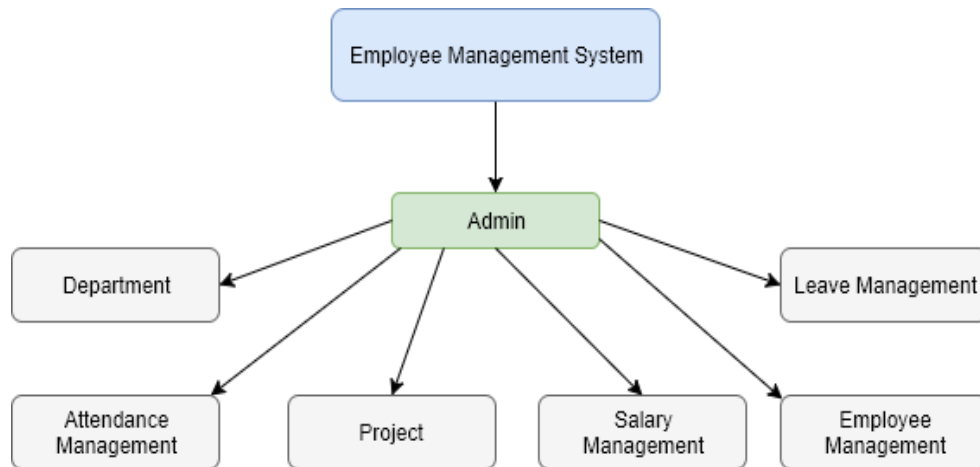 Employee Management System
Admin
Department
Leave Management
Attendance
Management
Project
Salary
Management
Employee
Management